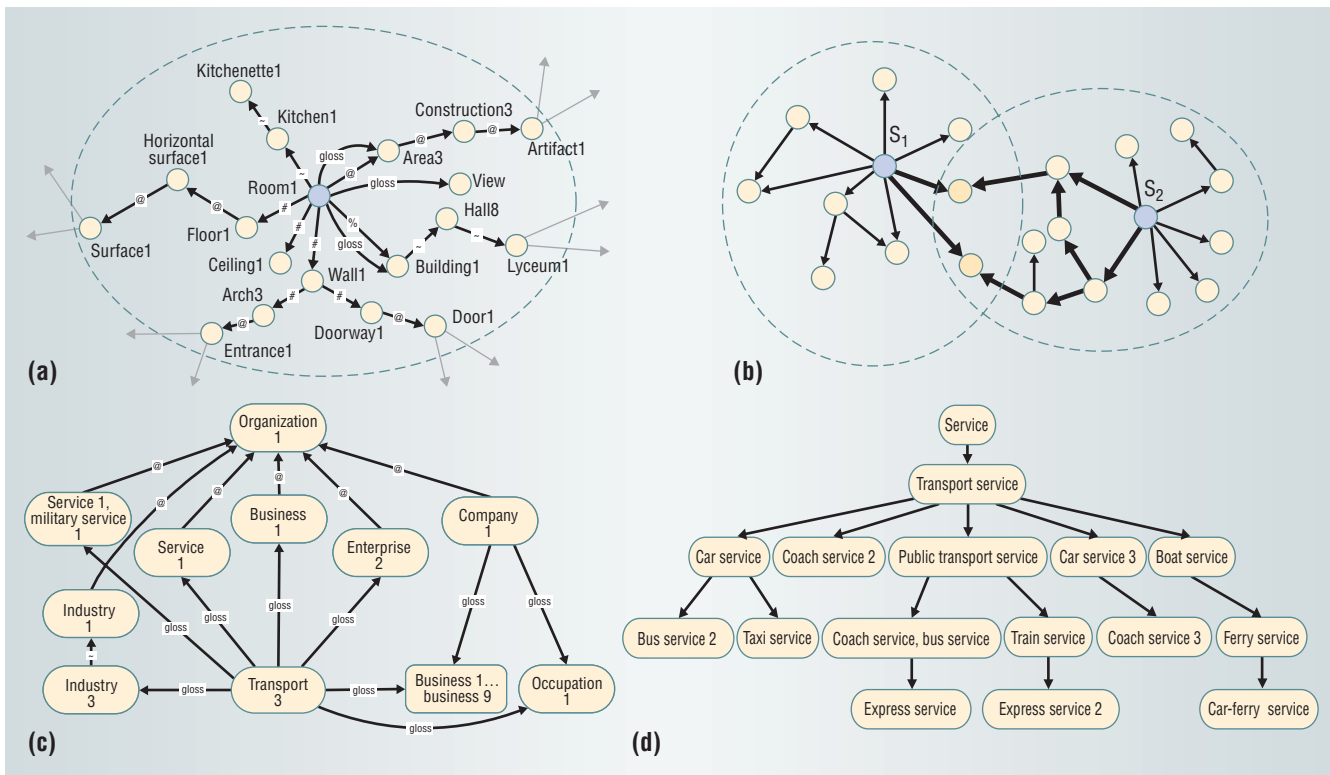 Kitchenette1
Kitchen1
~
Construction3
@
@
Artifact1
Horizontal
surface1
gloss
@
Area3
~
Room1
gloss
View
@
@
#
Floor1
Surface1
#
Ceiling1
#
%
gloss
Hall8
~
Building1
~
Lyceum1
Wall1
Arch3
#
#
@
Entrance1
Doorway1
@
Door1
(a)
S1
S2
(b)
Organization
1
@
@
@
@
@
@
Service 1,
military service
1
Service
1
Business
1
Enterprise
2
Company
1
Industry
1
gloss
gloss
gloss
gloss
gloss
gloss
~
Industry
3
gloss
Transport
3
gloss
Business 1…
business 9
Occupation
1
gloss
(c)
Service
Transport service
Car service
Coach service 2
Public transport service
Car service 3
Boat service
Bus service 2
Taxi service
Coach service, bus service
Train service
Coach service 3
Ferry service
Express service
Express service 2
Car-ferry service
(d)